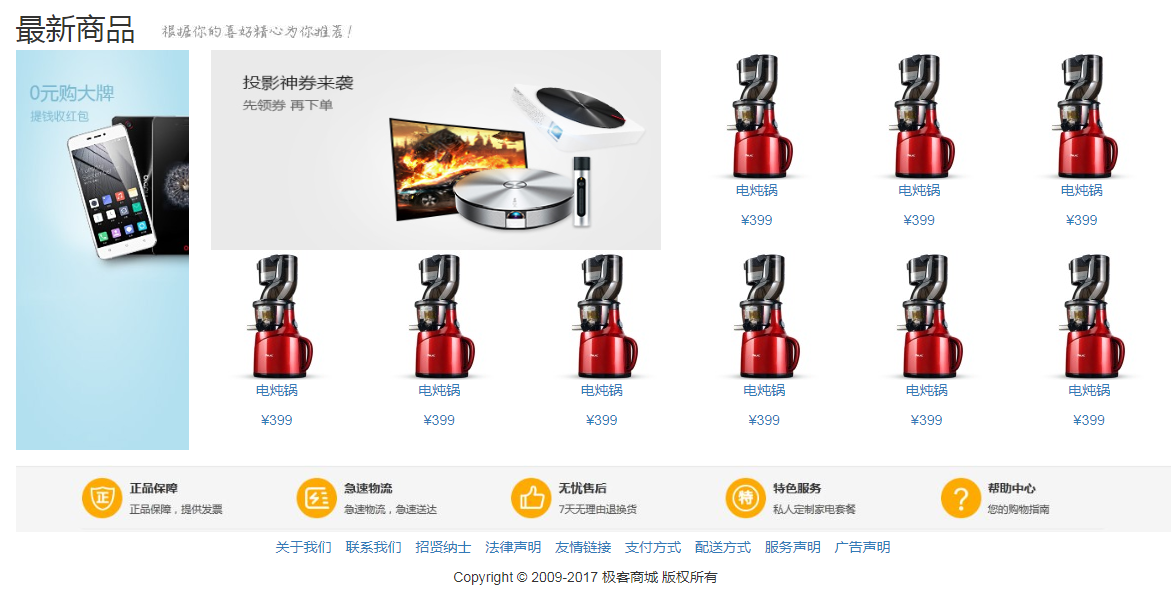 最新商品 根据你的喜好精心为你推荐！
0元购大牌
提钱收红包
投影神券来袭
先领券 再下单
电炖锅 电炖锅 电炖锅
¥399 ¥399 ¥399
电炖锅 电炖锅 电炖锅 电炖锅 电炖锅 电炖锅
¥399 ¥399 ¥399 ¥399 ¥399 ¥399
正 正品保障 急速物流 无忧售后 特 特色服务 ? 帮助中心
正品保障，提供发票 急速物流，急速送达 7天无理由退换货 私人定制家电套餐 您的购物指南
关于我们 联系我们 招贤纳士 法律声明 友情链接 支付方式 配送方式 服务声明 广告声明
Copyright © 2009-2017 极客商城 版权所有